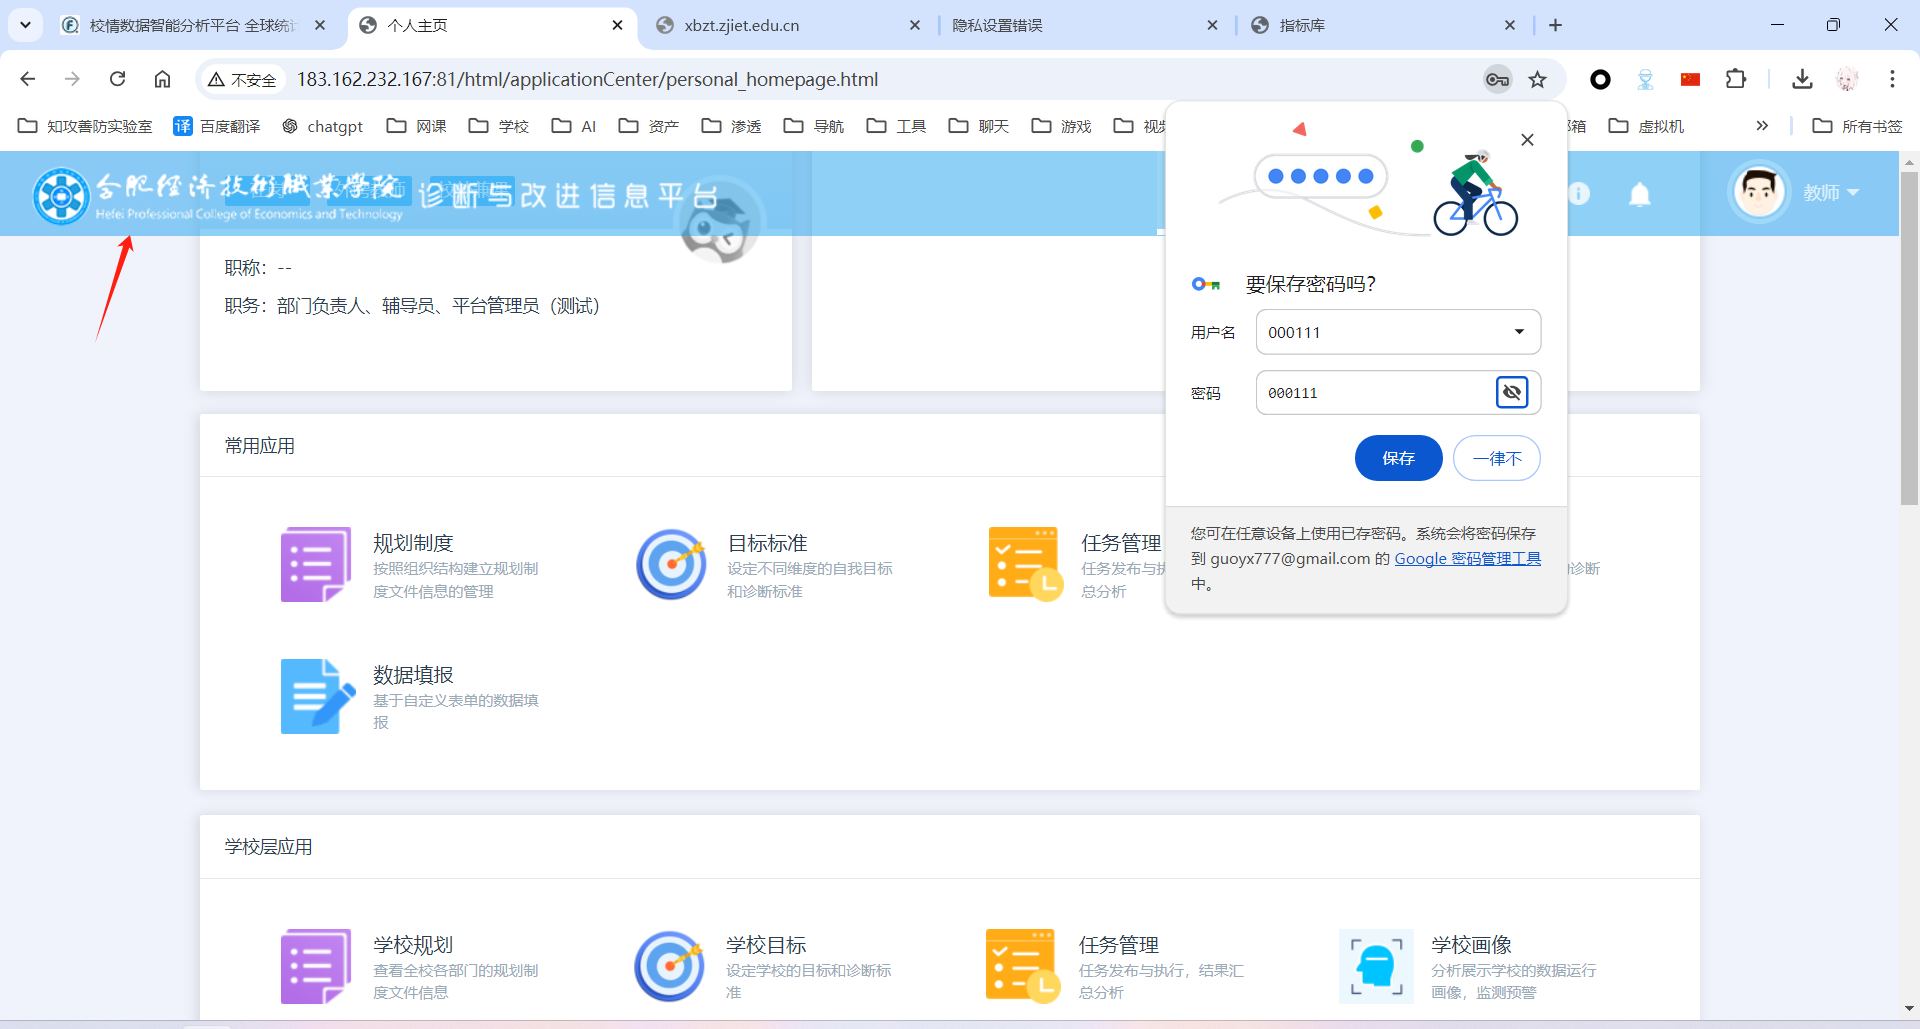 校情数据智能分析平台 全球统计
个人主页
xbzt.zjiet.edu.cn
隐私设置错误
指标库
不安全
183.162.232.167:81/html/applicationCenter/personal_homepage.html
知攻善防实验室
译 百度翻译
chatgpt
网课
学校
AI
资产
渗透
导航
工具
聊天
游戏
虚拟机
所有书签
合肥经济技术职业学院
Hefei Professional College of Economics and Technology
诊断与改进信息平台
教师
职称：--
职务：部门负责人、辅导员、平台管理员（测试）
要保存密码吗？
用户名 000111
密码 000111
保存 一律不
您可在任意设备上使用已存密码。系统会将密码保存
到 guoyx777@gmail.com 的 Google 密码管理工具
中。
常用应用
规划制度
按照组织结构建立规划制
度文件信息的管理
目标标准
设定不同维度的自我目标
和诊断标准
任务管理
任务发布与执
总分析
诊断
数据填报
基于自定义表单的数据填
报
学校层应用
学校规划
查看全校各部门的规划制
度文件信息
学校目标
设定学校的目标和诊断标
准
任务管理
任务发布与执行，结果汇
总分析
学校画像
分析展示学校的数据运行
画像，监测预警